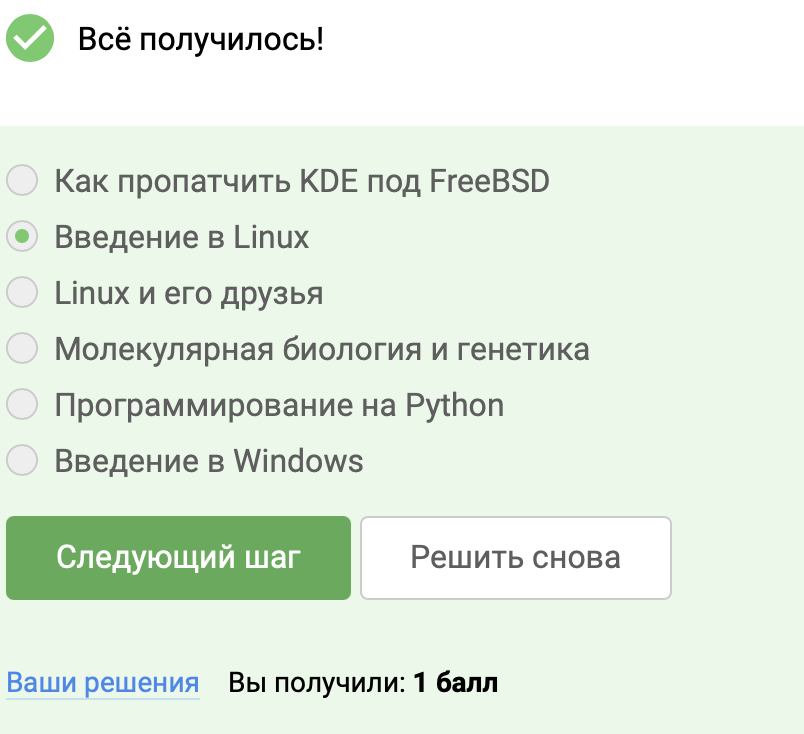 Всё получилось!
Как пропатчить KDE под FreeBSD
Введение в Linux
Linux и его друзья
Молекулярная биология и генетика
Программирование на Python
Введение в Windows
Следующий шаг
Решить снова
Ваши решения Вы получили: 1 балл